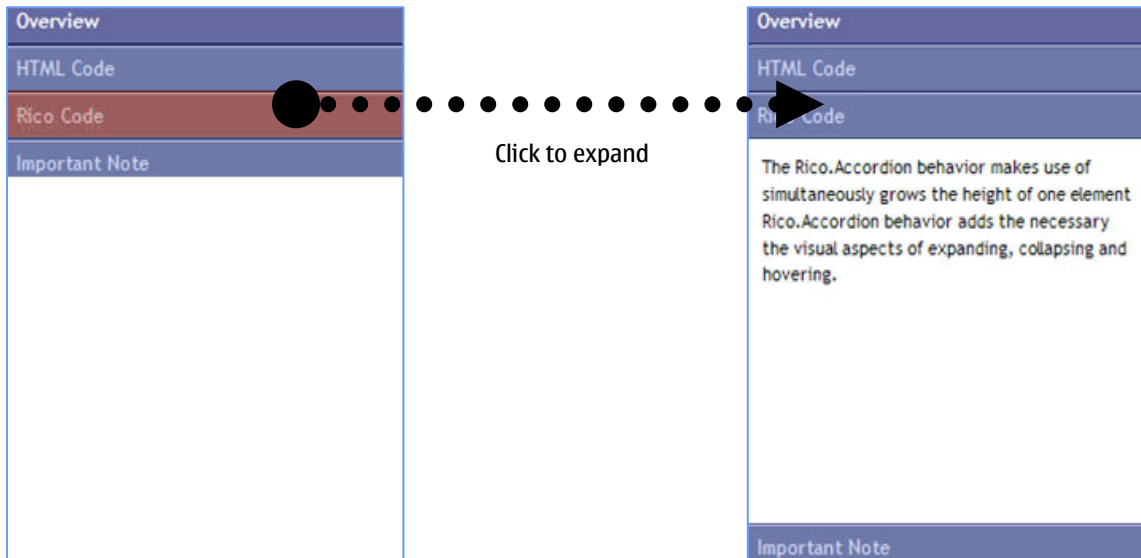 Overview
HTML Code
Rico Code
Important Note
Click to expand
Overview
HTML Code
Rico Code
The Rico.Accordion behavior makes use of
simultaneously grows the height of one element
Rico.Accordion behavior adds the necessary
the visual aspects of expanding, collapsing and
hovering.
Important Note